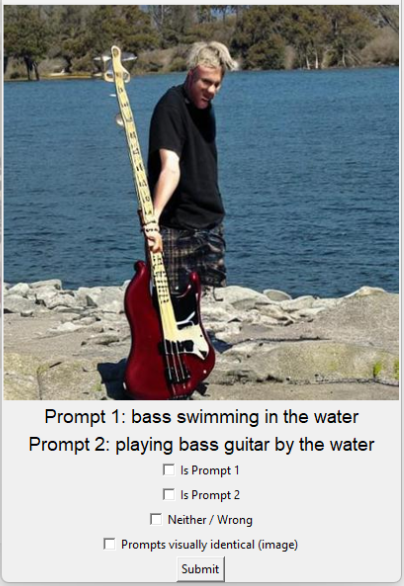 Prompt 1: bass swimming in the water
Prompt 2: playing bass guitar by the water
Is Prompt 1
Is Prompt 2
Neither / Wrong
Prompts visually identical (image)
Submit